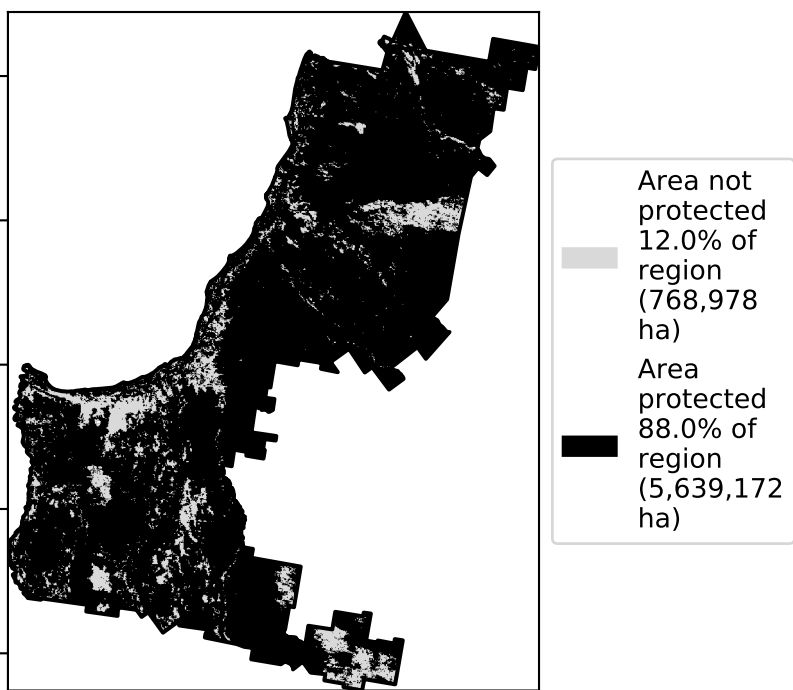 Area not
protected
12.0% of
region
(768,978
ha)
Area
protected
88.0% of
region
(5,639,172
ha)